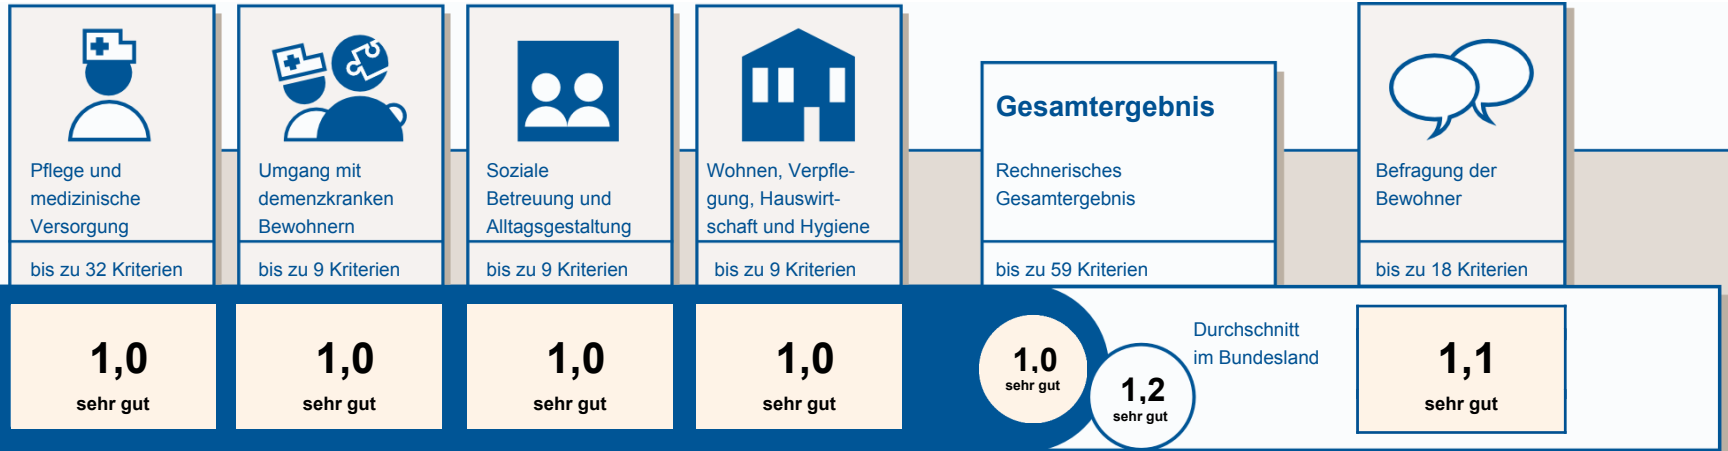 Pflege und
medizinische
Versorgung
bis zu 32 Kriterien
1,0
sehr gut
Umgang mit
demenzkranken
Bewohnern
bis zu 9 Kriterien
1,0
sehr gut
Soziale
Betreuung und
Alltagsgestaltung
bis zu 9 Kriterien
1,0
sehr gut
Wohnen, Verpfle-
gung, Hauswirt-
schaft und Hygiene
bis zu 9 Kriterien
1,0
sehr gut
Gesamtergebnis
Rechnerisches
Gesamtergebnis
bis zu 59 Kriterien
1,0
sehr gut
Durchschnitt
im Bundesland
1,2
sehr gut
Befragung der
Bewohner
bis zu 18 Kriterien
1,1
sehr gut